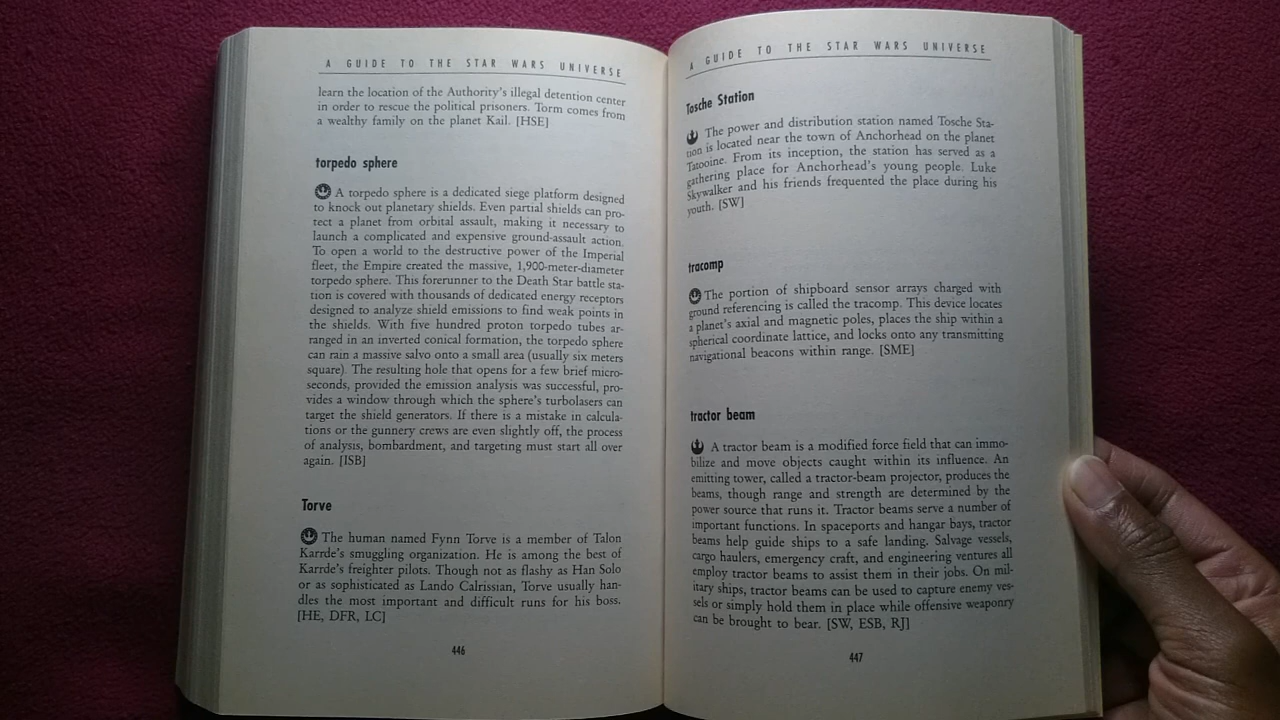 A GUIDE TO THE STAR WARS UNIVERSE
learn the location of the Authority's illegal detention center
in order to rescue the political prisoners. Torm comes from
a wealthy family on the planet Kail. [HSE]
torpedo sphere
A torpedo sphere is a dedicated siege platform designed
to knock out planetary shields. Even partial shields can pro-
tect a planet from orbital assault, making it necessary to
launch a complicated and expensive ground-assault action.
To open a world to the destructive power of the Imperial
fleet, the Empire created the massive, 1,900-meter-diameter
torpedo sphere. This forerunner to the Death Star battle sta-
tion is covered with thousands of dedicated energy receptors
designed to analyze shield emissions to find weak points in
the shields. With five hundred proton torpedo tubes ar-
ranged in an inverted conical formation, the torpedo sphere
can rain a massive salvo onto a small area (usually six meters
square). The resulting hole that opens for a few brief micro-
seconds, provided the emission analysis was successful, pro-
vides a window through which the sphere's turbolasers can
target the shield generators. If there is a mistake in calcula-
tions or the gunnery crews are even slightly off, the process
of analysis, bombardment, and targeting must start all over
again. [ISB]
Torve
The human named Fynn Torve is a member of Talon
Karrde's smuggling organization. He is among the best of
Karrde's freighter pilots. Though not as flashy as Han Solo
or as sophisticated as Lando Calrissian, Torve usually han-
dles the most important and difficult runs for his boss.
[HE, DFR, LC]
446
A GUIDE TO THE STAR WARS UNIVERSE
Tosche Station
The power and distribution station named Tosche Sta-
tion is located near the town of Anchorhead on the planet
Tatooine. From its inception, the station has served as a
gathering place for Anchorhead's young people. Luke
Skywalker and his friends frequented the place during his
youth. [SW]
tracomp
The portion of shipboard sensor arrays charged with
ground referencing is called the tracomp. This device locates
a planet's axial and magnetic poles, places the ship within a
spherical coordinate lattice, and locks onto any transmitting
navigational beacons within range. [SME]
tractor beam
A tractor beam is a modified force field that can immo-
bilize and move objects caught within its influence. An
emitting tower, called a tractor-beam projector, produces the
beams, though range and strength are determined by the
power source that runs it. Tractor beams serve a number of
important functions. In spaceports and hangar bays, tractor
beams help guide ships to a safe landing. Salvage vessels,
cargo haulers, emergency craft, and engineering ventures all
employ tractor beams to assist them in their jobs. On mil-
itary ships, tractor beams can be used to capture enemy ves-
sels or simply hold them in place while offensive weaponry
can be brought to bear. [SW, ESB, RJ]
447